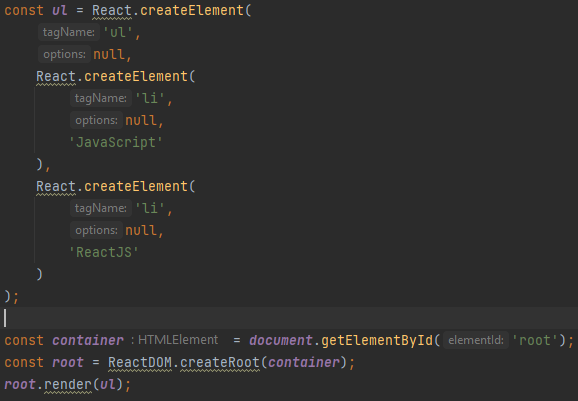 const ul = React.createElement(
tagName: 'ul',
options: null,
React.createElement(
tagName: 'li',
options: null,
'JavaScript'
),
React.createElement(
tagName: 'li',
options: null,
'ReactJS'
)
);
const container : HTMLElement = document.getElementById( elementId: 'root');
const root = ReactDOM.createRoot(container);
root.render(ul);